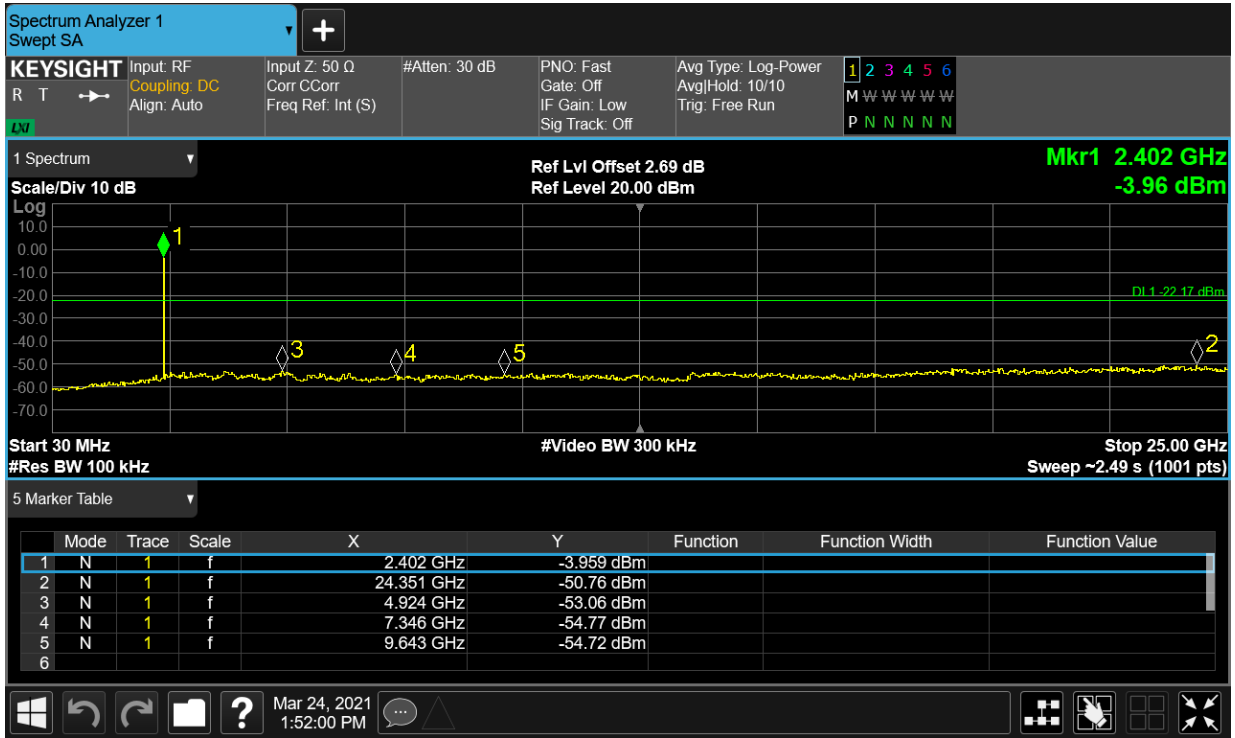 Spectrum Analyzer 1
Swept SA
KEYSIGHT
R T
LXI
Input: RF
Coupling: DC
Align: Auto
Input Z: 50 Ω
Corr CCorr
Freq Ref: Int (S)
#Atten: 30 dB
PNO: Fast
Gate: Off
IF Gain: Low
Sig Track: Off
Avg Type: Log-Power
Avg|Hold: 10/10
Trig: Free Run
1 2 3 4 5 6
M W W W W W
P N N N N N
1 Spectrum
Scale/Div 10 dB
Ref Lvl Offset 2.69 dB
Ref Level 20.00 dBm
Mkr1 2.402 GHz
-3.96 dBm
Log
10.0
0.00
-10.0
-20.0
-30.0
-40.0
-50.0
-60.0
-70.0
1
DL1 -22.17 dBm
3
4
5
2
Start 30 MHz
#Res BW 100 kHz
#Video BW 300 kHz
Stop 25.00 GHz
Sweep ~2.49 s (1001 pts)
5 Marker Table
Mode Trace Scale X Y Function Function Width Function Value
1 N 1 f 2.402 GHz -3.959 dBm
2 N 1 f 24.351 GHz -50.76 dBm
3 N 1 f 4.924 GHz -53.06 dBm
4 N 1 f 7.346 GHz -54.77 dBm
5 N 1 f 9.643 GHz -54.72 dBm
6
?
Mar 24, 2021
1:52:00 PM